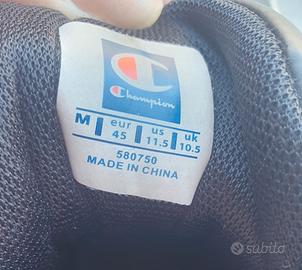 Champion
M | eur | us | uk
45 | 11.5 | 10.5
580750
MADE IN CHINA
subito